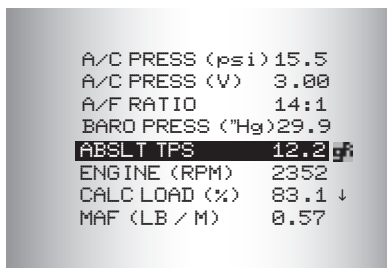 A/C PRESS (psi) 15.5
A/C PRESS (V) 3.00
A/F RATIO 14:1
BARO PRESS ("Hg) 29.9
ABSLT TPS 12.2
ENGINE (RPM) 2352
CALC LOAD (%) 83.1 ↓
MAF (LB / M) 0.57